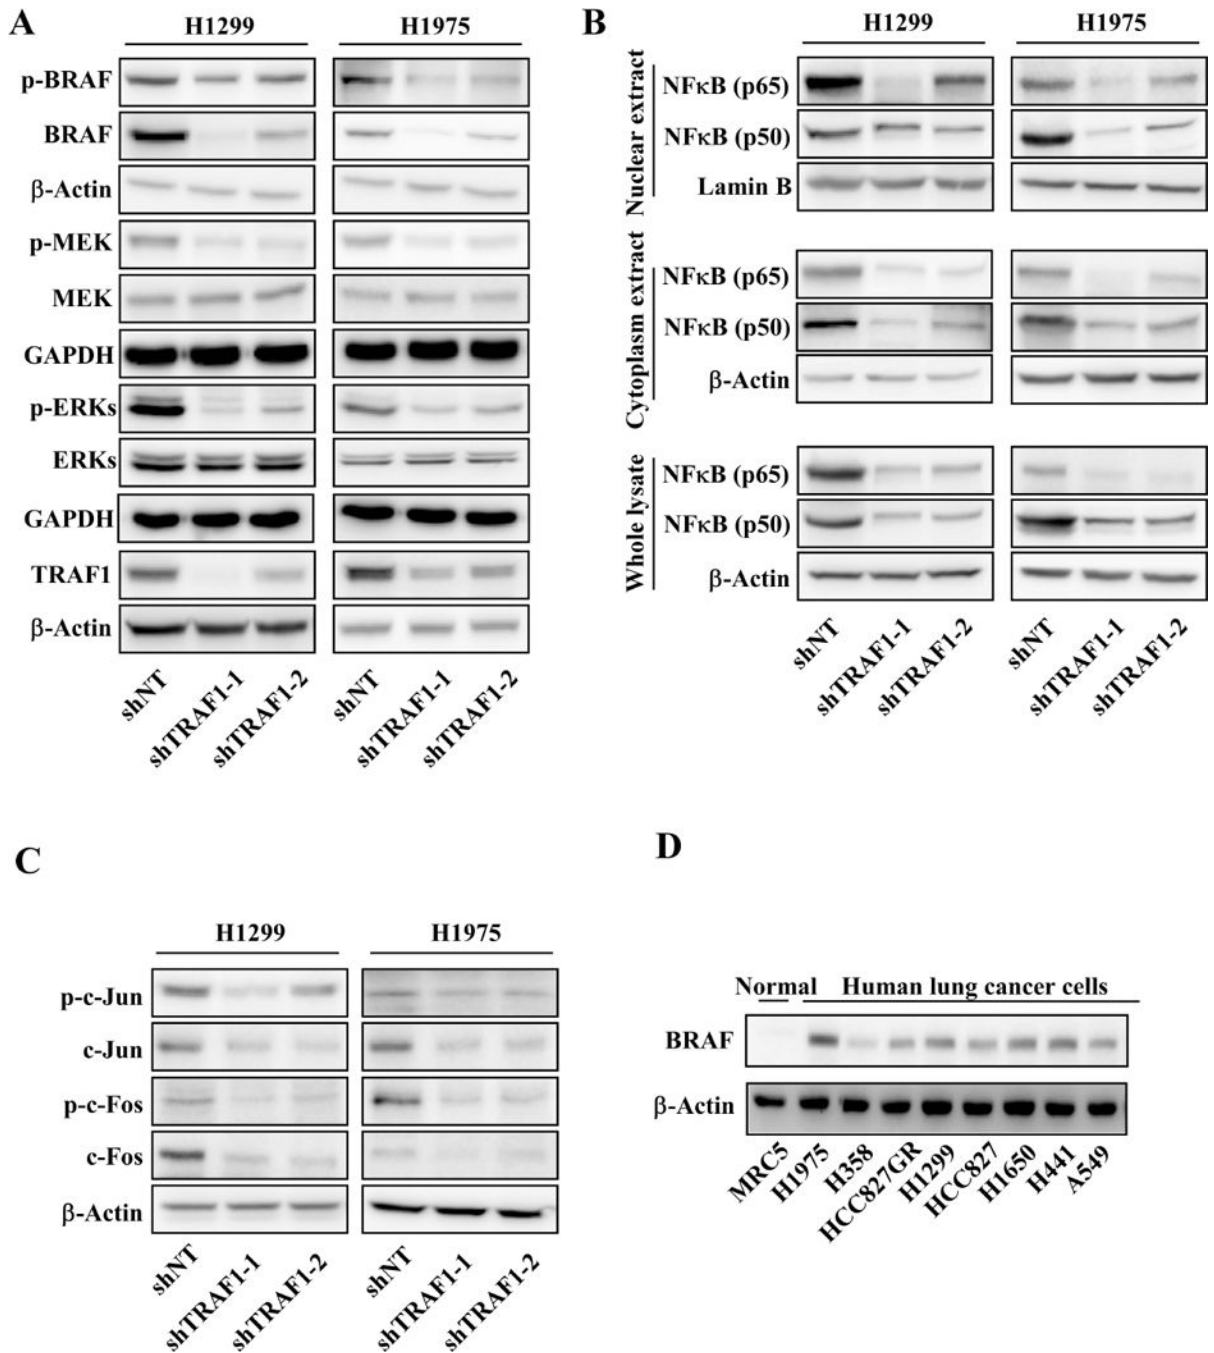 A
H1299
H1975
p-BRAF
BRAF
β-Actin
p-MEK
MEK
GAPDH
p-ERKs
ERKs
GAPDH
TRAF1
β-Actin
shNT
shTRAF1-1
shTRAF1-2
shNT
shTRAF1-1
shTRAF1-2
B
H1299
H1975
Nuclear extract
NFκB (p65)
NFκB (p50)
Lamin B
Cytoplasm extract
NFκB (p65)
NFκB (p50)
β-Actin
Whole lysate
NFκB (p65)
NFκB (p50)
β-Actin
shNT
shTRAF1-1
shTRAF1-2
shNT
shTRAF1-1
shTRAF1-2
C
H1299
H1975
p-c-Jun
c-Jun
p-c-Fos
c-Fos
β-Actin
shNT
shTRAF1-1
shTRAF1-2
shNT
shTRAF1-1
shTRAF1-2
D
Normal
Human lung cancer cells
BRAF
β-Actin
MRC5
H1975
H358
HCC827GR
H1299
HCC827
H1650
H441
A549